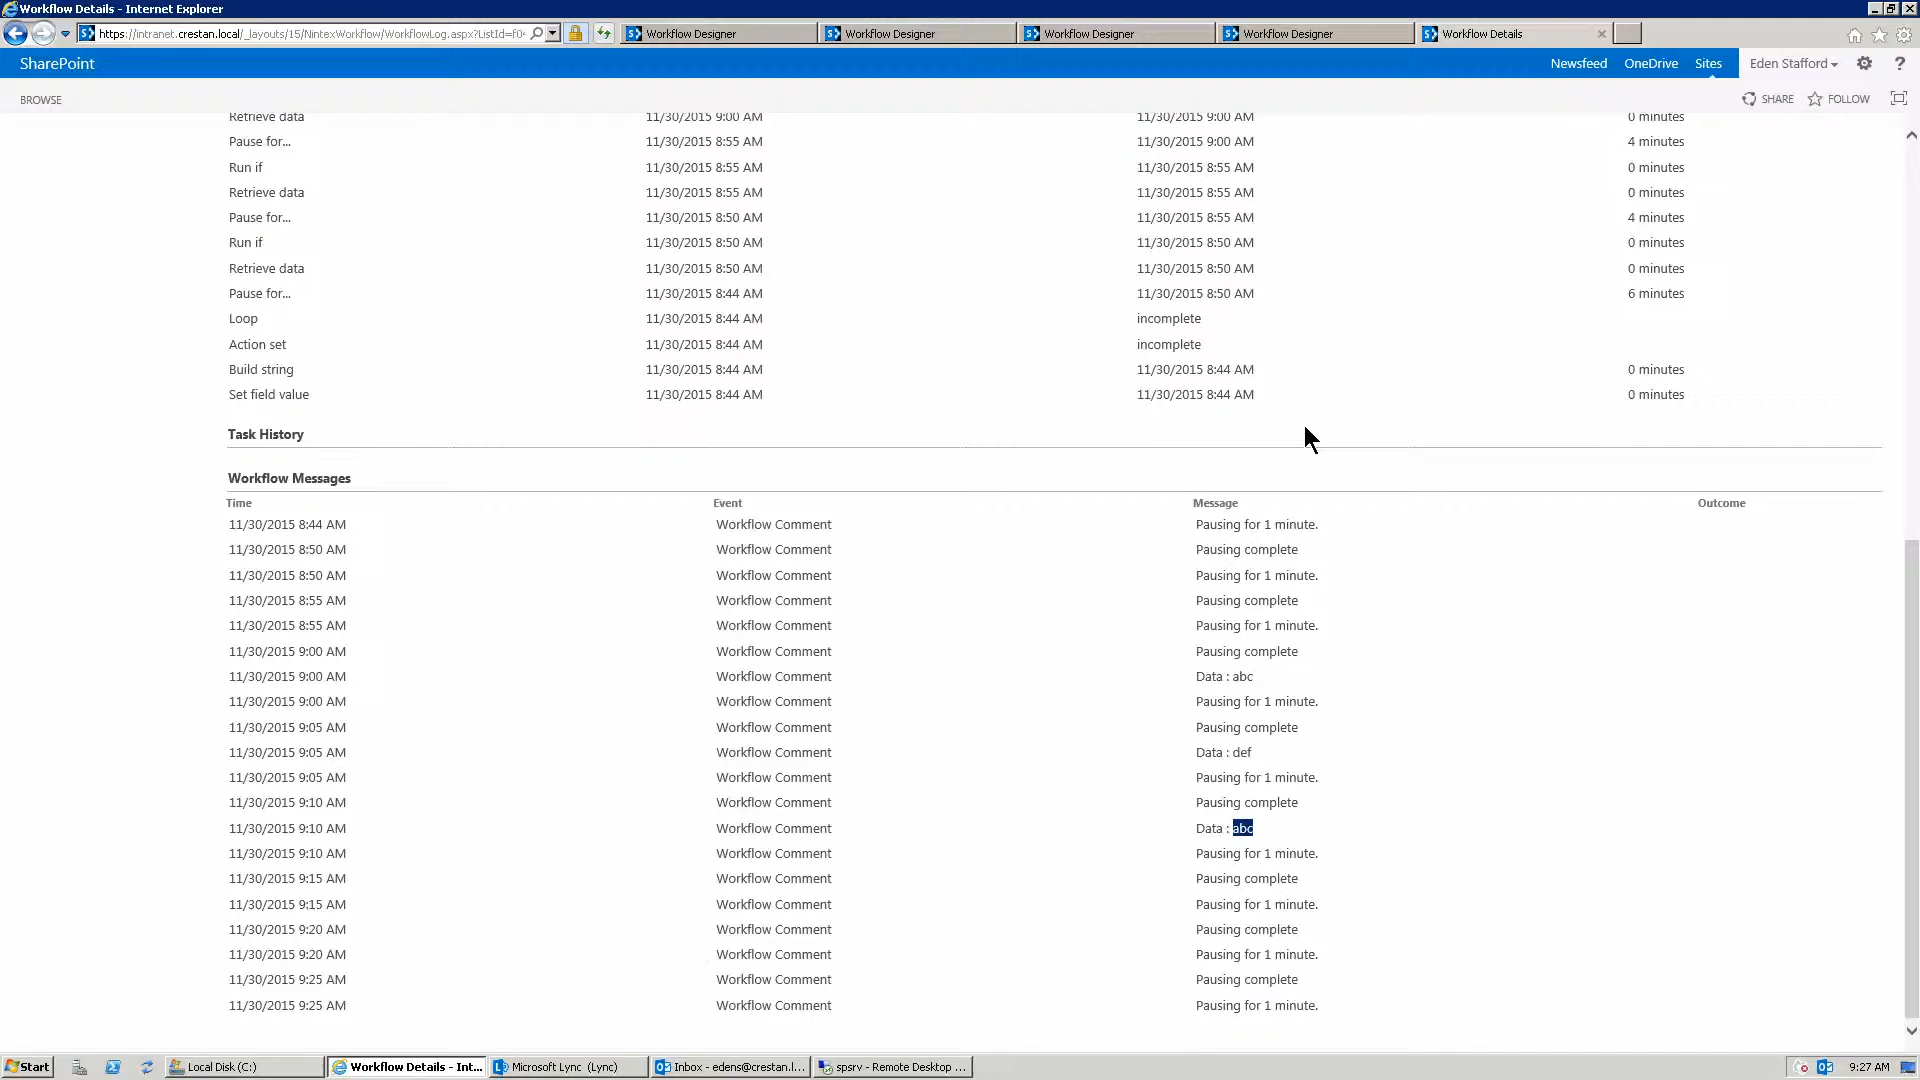 Workflow Details - Internet Explorer
https://intranet.crestan.local/_layouts/15/NintexWorkflow/WorkflowLog.aspx?ListId=f0 Workflow Designer Workflow Designer Workflow Designer Workflow Designer Workflow Details
SharePoint Newsfeed OneDrive Sites Eden Stafford ?
BROWSE SHARE FOLLOW
Retrieve data 11/30/2015 9:00 AM 11/30/2015 9:00 AM 0 minutes
Pause for... 11/30/2015 8:55 AM 11/30/2015 9:00 AM 4 minutes
Run if 11/30/2015 8:55 AM 11/30/2015 8:55 AM 0 minutes
Retrieve data 11/30/2015 8:55 AM 11/30/2015 8:55 AM 0 minutes
Pause for... 11/30/2015 8:50 AM 11/30/2015 8:55 AM 4 minutes
Run if 11/30/2015 8:50 AM 11/30/2015 8:50 AM 0 minutes
Retrieve data 11/30/2015 8:50 AM 11/30/2015 8:50 AM 0 minutes
Pause for... 11/30/2015 8:44 AM 11/30/2015 8:50 AM 6 minutes
Loop 11/30/2015 8:44 AM incomplete
Action set 11/30/2015 8:44 AM incomplete
Build string 11/30/2015 8:44 AM 11/30/2015 8:44 AM 0 minutes
Set field value 11/30/2015 8:44 AM 11/30/2015 8:44 AM 0 minutes
Task History
Workflow Messages
Time Event Message Outcome
11/30/2015 8:44 AM Workflow Comment Pausing for 1 minute.
11/30/2015 8:50 AM Workflow Comment Pausing complete
11/30/2015 8:50 AM Workflow Comment Pausing for 1 minute.
11/30/2015 8:55 AM Workflow Comment Pausing complete
11/30/2015 8:55 AM Workflow Comment Pausing for 1 minute.
11/30/2015 9:00 AM Workflow Comment Pausing complete
11/30/2015 9:00 AM Workflow Comment Data : abc
11/30/2015 9:00 AM Workflow Comment Pausing for 1 minute.
11/30/2015 9:05 AM Workflow Comment Pausing complete
11/30/2015 9:05 AM Workflow Comment Data : def
11/30/2015 9:05 AM Workflow Comment Pausing for 1 minute.
11/30/2015 9:10 AM Workflow Comment Pausing complete
11/30/2015 9:10 AM Workflow Comment Data : abc
11/30/2015 9:10 AM Workflow Comment Pausing for 1 minute.
11/30/2015 9:15 AM Workflow Comment Pausing complete
11/30/2015 9:15 AM Workflow Comment Pausing for 1 minute.
11/30/2015 9:20 AM Workflow Comment Pausing complete
11/30/2015 9:20 AM Workflow Comment Pausing for 1 minute.
11/30/2015 9:25 AM Workflow Comment Pausing complete
11/30/2015 9:25 AM Workflow Comment Pausing for 1 minute.
Start Local Disk (C:) Workflow Details - Int... Microsoft Lync (Lync) Inbox - edens@crestan.l... spsrv - Remote Desktop ... 9:27 AM